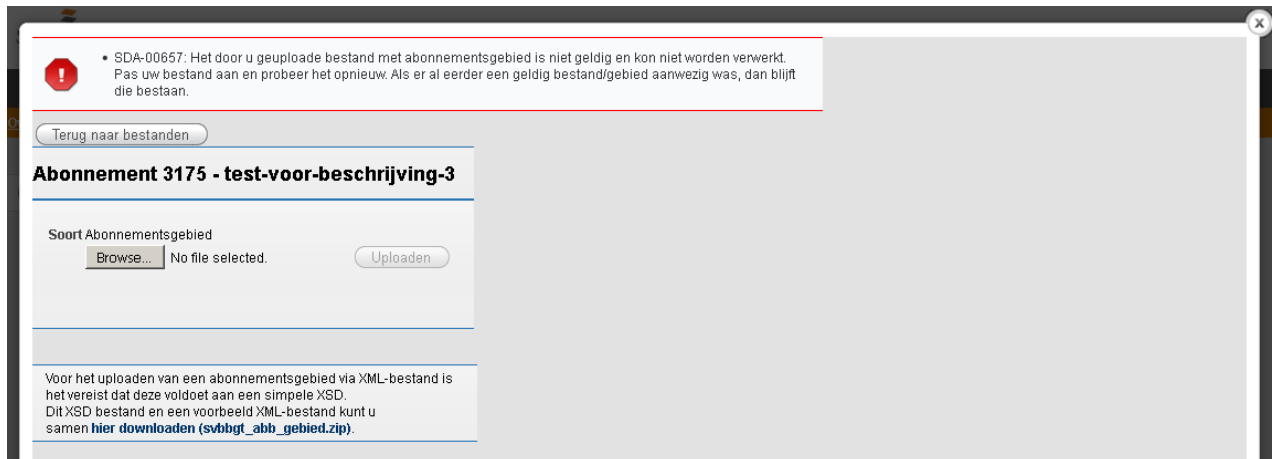 x
• SDA-00657: Het door u geuploade bestand met abonnementsgebied is niet geldig en kon niet worden verwerkt.
Pas uw bestand aan en probeer het opnieuw. Als er al eerder een geldig bestand/gebied aanwezig was, dan blijft
die bestaan.
Terug naar bestanden
Abonnement 3175 - test-voor-beschrijving-3
Soort Abonnementsgebied
Browse... No file selected. Uploaden
Voor het uploaden van een abonnementsgebied via XML-bestand is
het vereist dat deze voldoet aan een simpele XSD.
Dit XSD bestand en een voorbeeld XML-bestand kunt u
samen hier downloaden (svbbgt_abb_gebied.zip).